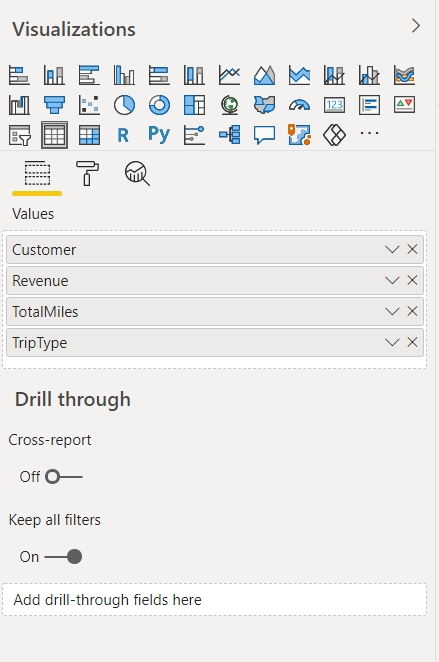 Visualizations
123
R
Py
Values
Customer
Revenue
TotalMiles
TripType
Drill through
Cross-report
Off
Keep all filters
On
Add drill-through fields here